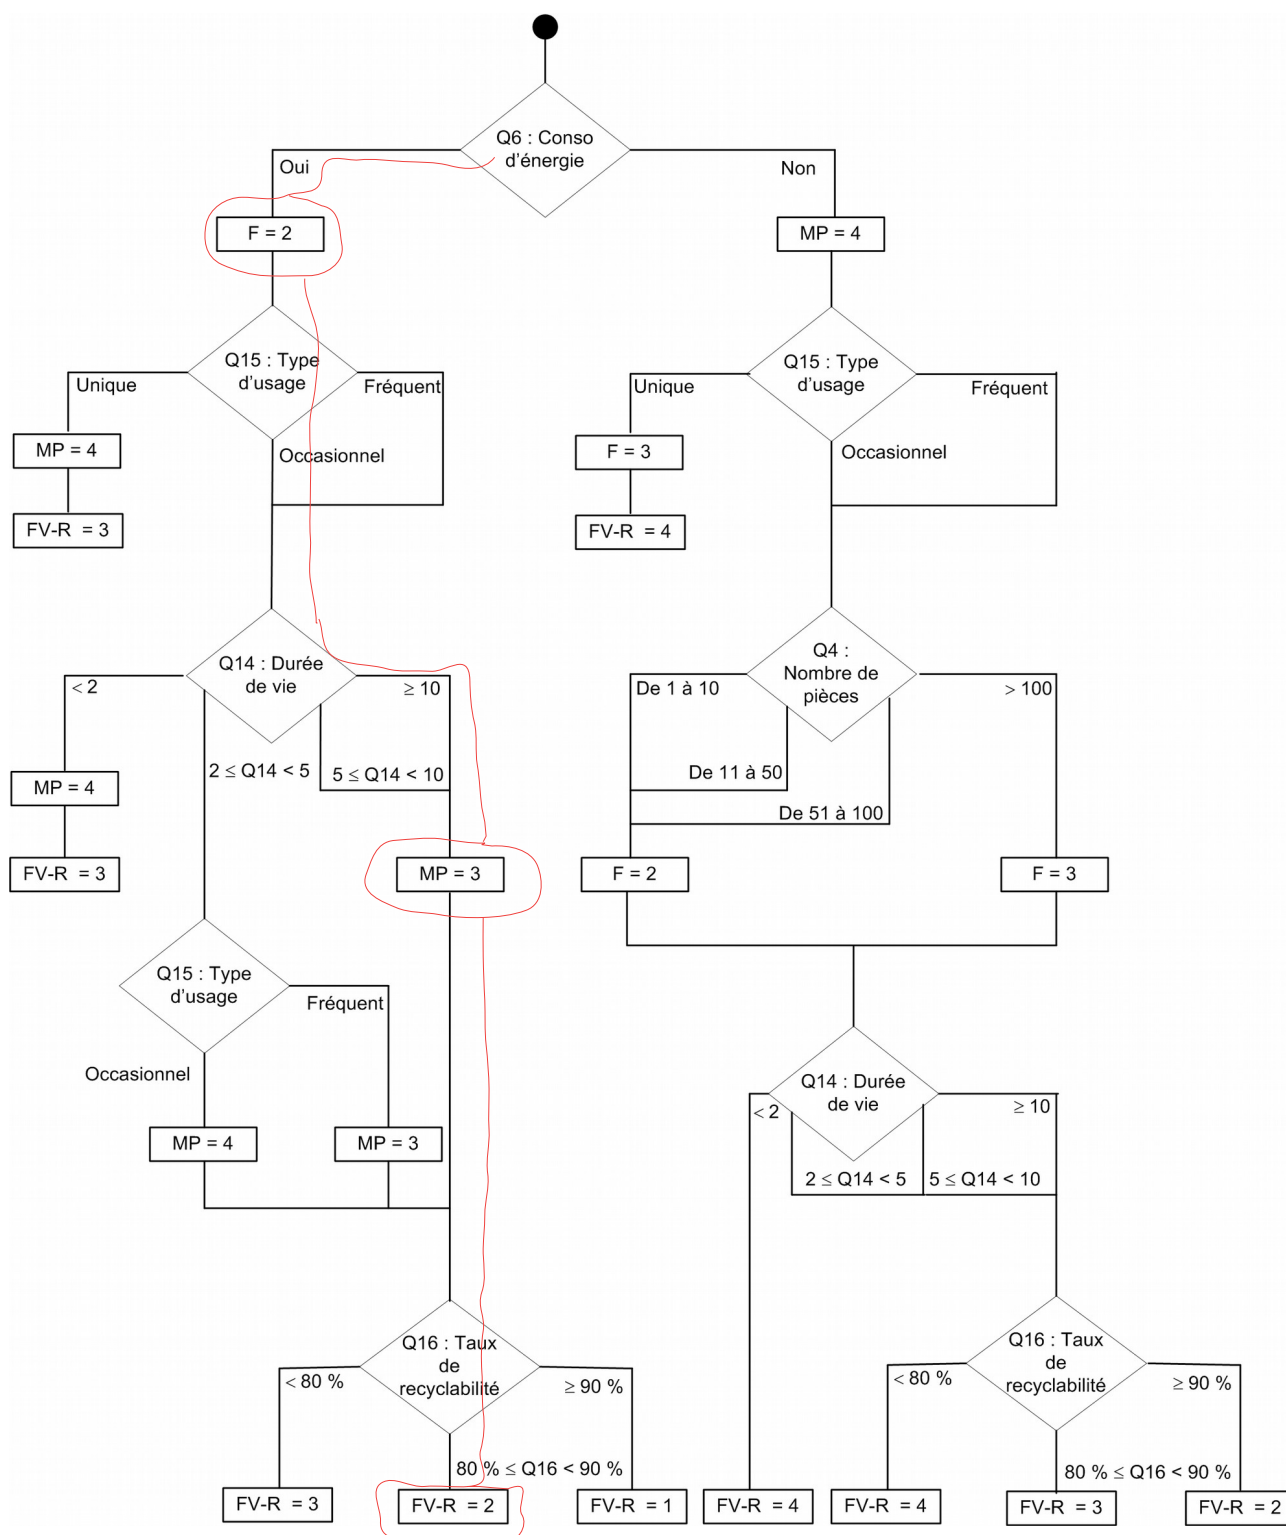 Q6 : Conso
d'énergie
Oui
Non
F = 2
MP = 4
Q15 : Type
d'usage
Unique
Fréquent
Occasionnel
MP = 4
FV-R = 3
Q15 : Type
d'usage
Unique
Fréquent
Occasionnel
F = 3
FV-R = 4
Q14 : Durée
de vie
< 2
≥ 10
2 ≤ Q14 < 5
5 ≤ Q14 < 10
MP = 4
FV-R = 3
MP = 3
Q4 :
Nombre de
pièces
De 1 à 10
> 100
De 11 à 50
De 51 à 100
F = 2
F = 3
Q15 : Type
d'usage
Fréquent
Occasionnel
MP = 4
MP = 3
Q14 : Durée
de vie
< 2
≥ 10
2 ≤ Q14 < 5
5 ≤ Q14 < 10
Q16 : Taux
de
recyclabilité
< 80 %
≥ 90 %
80 % ≤ Q16 < 90 %
FV-R = 3
FV-R = 2
FV-R = 1
Q16 : Taux
de
recyclabilité
< 80 %
≥ 90 %
80 % ≤ Q16 < 90 %
FV-R = 4
FV-R = 4
FV-R = 3
FV-R = 2